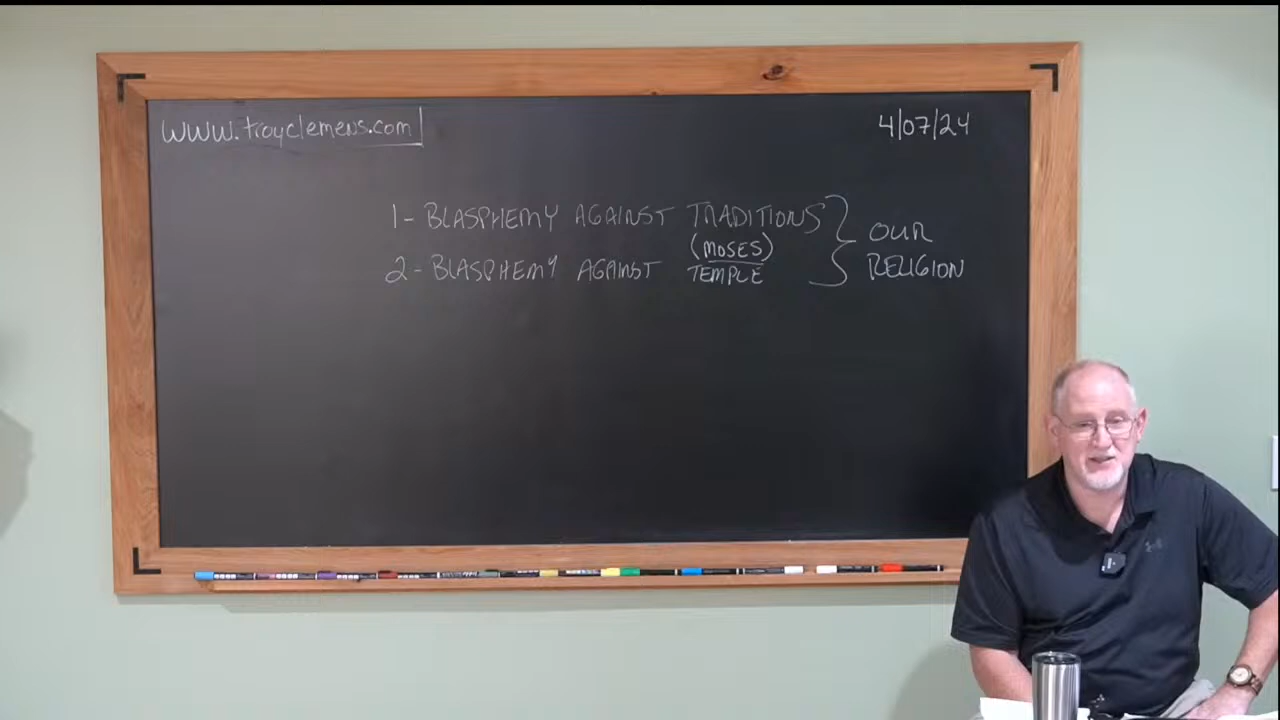 www.troyclemens.com
4/07/24
1- BLASPHEMY AGAINST TRADITIONS
(MOSES)
2- BLASPHEMY AGAINST TEMPLE
OUR
RELIGION